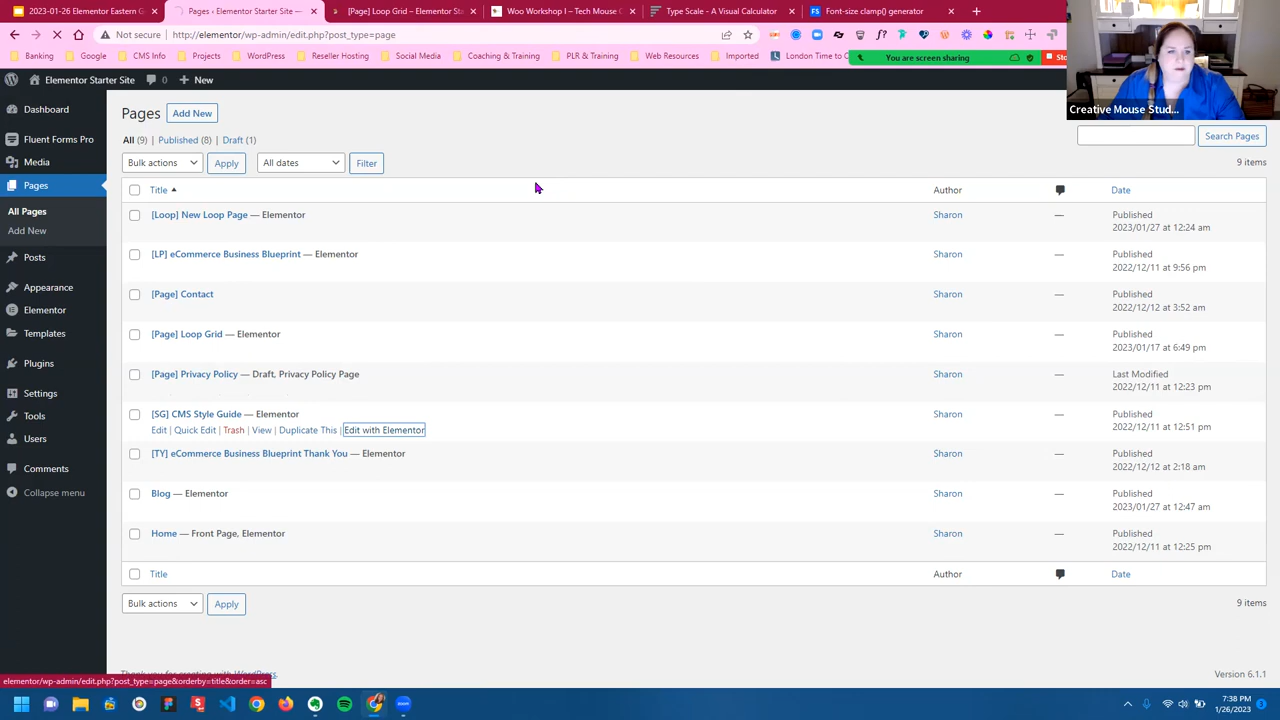 2023-01-26 Elementor Starter G
Pages ‹ Elementor Starter Site —
[Page] Loop Grid – Elementor Sta
Woo Workshop I – Tech Mouse C
Type Scale - A Visual Calculator
Font-size clamp() generator
Not secure
http://elementor/wp-admin/edit.php?post_type=page
Banking
Google
CMS Info
Projects
WordPress
Reseller Hosting
Social Media
Coaching & Training
PLR & Training
Web Resources
Imported
London Time to C
You are screen sharing
Sto
Creative Mouse Stud...
Elementor Starter Site
0
New
Dashboard
Fluent Forms Pro
Media
Pages
All Pages
Add New
Posts
Appearance
Elementor
Templates
Plugins
Settings
Tools
Users
Comments
Collapse menu
Pages
Add New
All (9) | Published (8) | Draft (1)
Search Pages
Bulk actions
Apply
All dates
Filter
9 items
Title
Author
Date
[Loop] New Loop Page — Elementor
Sharon
—
Published
2023/01/27 at 12:24 am
[LP] eCommerce Business Blueprint — Elementor
Sharon
—
Published
2022/12/11 at 9:56 pm
[Page] Contact
Sharon
—
Published
2022/12/12 at 3:52 am
[Page] Loop Grid — Elementor
Sharon
—
Published
2023/01/17 at 6:49 pm
[Page] Privacy Policy — Draft, Privacy Policy Page
Sharon
—
Last Modified
2022/12/11 at 12:23 pm
[SG] CMS Style Guide — Elementor
Edit | Quick Edit | Trash | View | Duplicate This | Edit with Elementor
Sharon
—
Published
2022/12/11 at 12:51 pm
[TY] eCommerce Business Blueprint Thank You — Elementor
Sharon
—
Published
2022/12/12 at 2:18 am
Blog — Elementor
Sharon
—
Published
2023/01/27 at 12:47 am
Home — Front Page, Elementor
Sharon
—
Published
2022/12/11 at 12:25 pm
Title
Author
Date
Bulk actions
Apply
9 items
Thank you for creating with WordPress.
Version 6.1.1
elementor/wp-admin/edit.php?post_type=page&orderby=title&order=asc
7:38 PM
1/26/2023